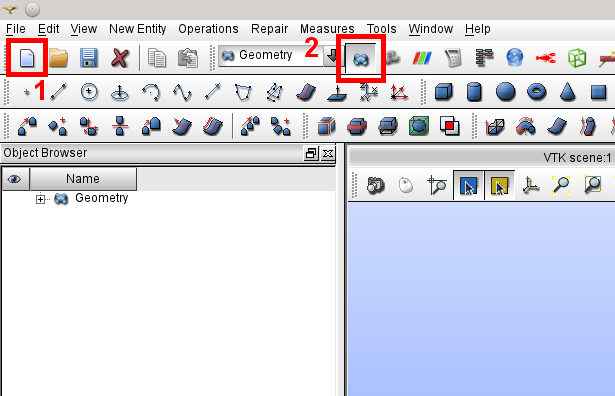 File Edit View New Entity Operations Repair Measures Tools Window Help
2
Geometry
1
Object Browser
VTK scene:1
Name
Geometry